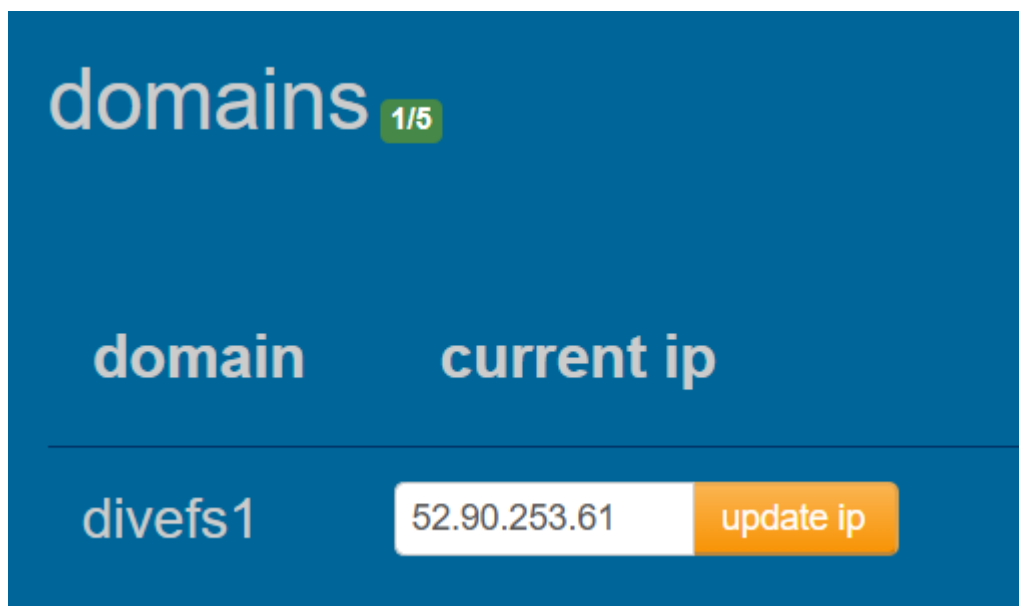 domains 1/5
domain current ip
divefs1 52.90.253.61 update ip